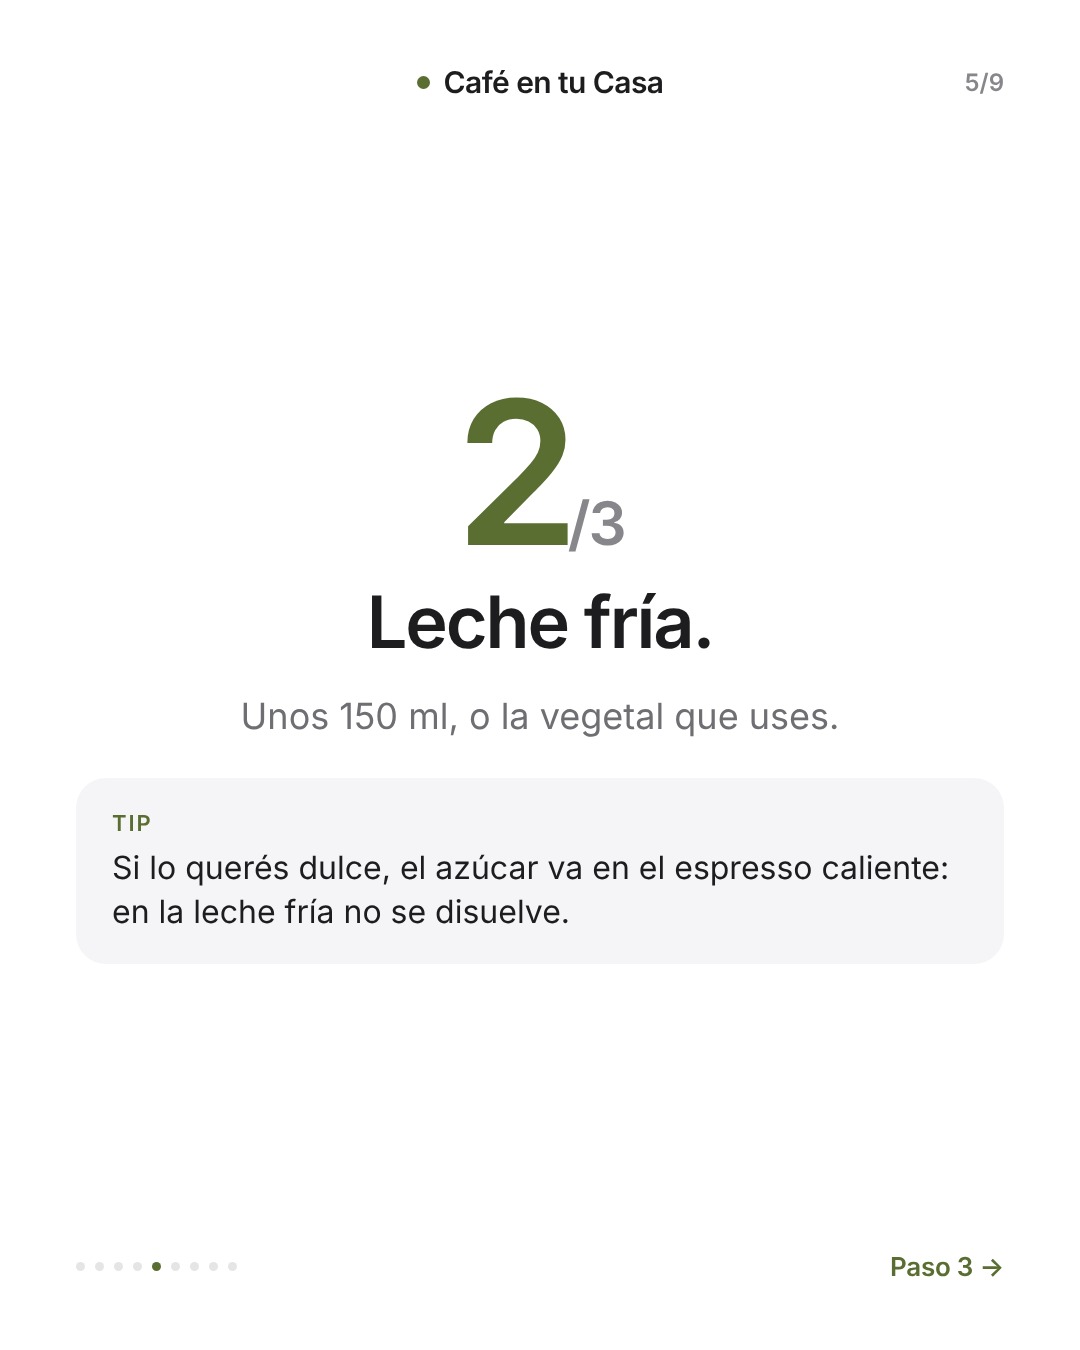 Café en tu Casa
5/9
2/3
Leche fría.
Unos 150 ml, o la vegetal que uses.
TIP
Si lo querés dulce, el azúcar va en el espresso caliente:
en la leche fría no se disuelve.
Paso 3 →